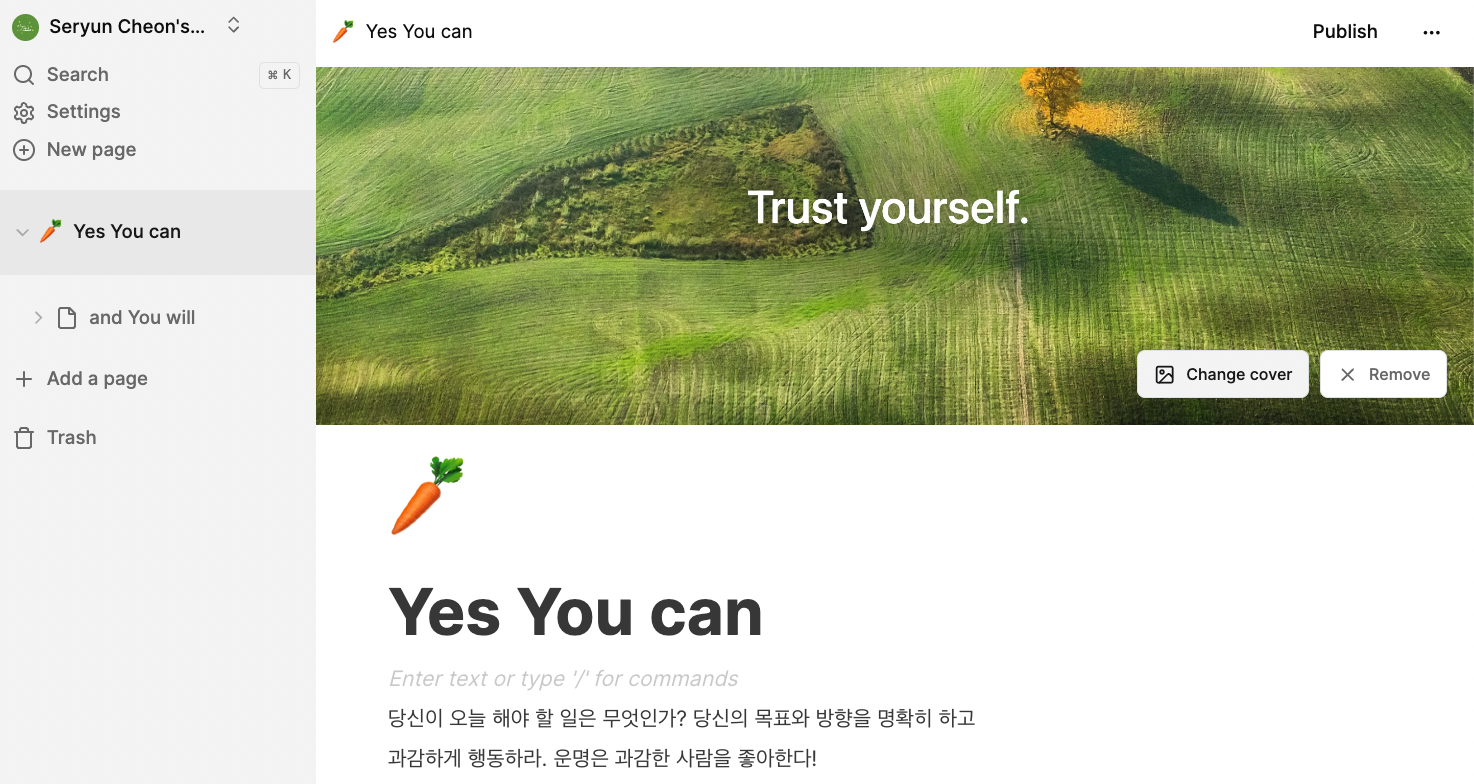 Seryun Cheon's...
Search
⌘ K
Settings
New page
Yes You can
and You will
Add a page
Trash
Yes You can
Publish
Trust yourself.
Change cover
Remove
Yes You can
Enter text or type '/' for commands
당신이 오늘 해야 할 일은 무엇인가? 당신의 목표와 방향을 명확히 하고
과감하게 행동하라. 운명은 과감한 사람을 좋아한다!